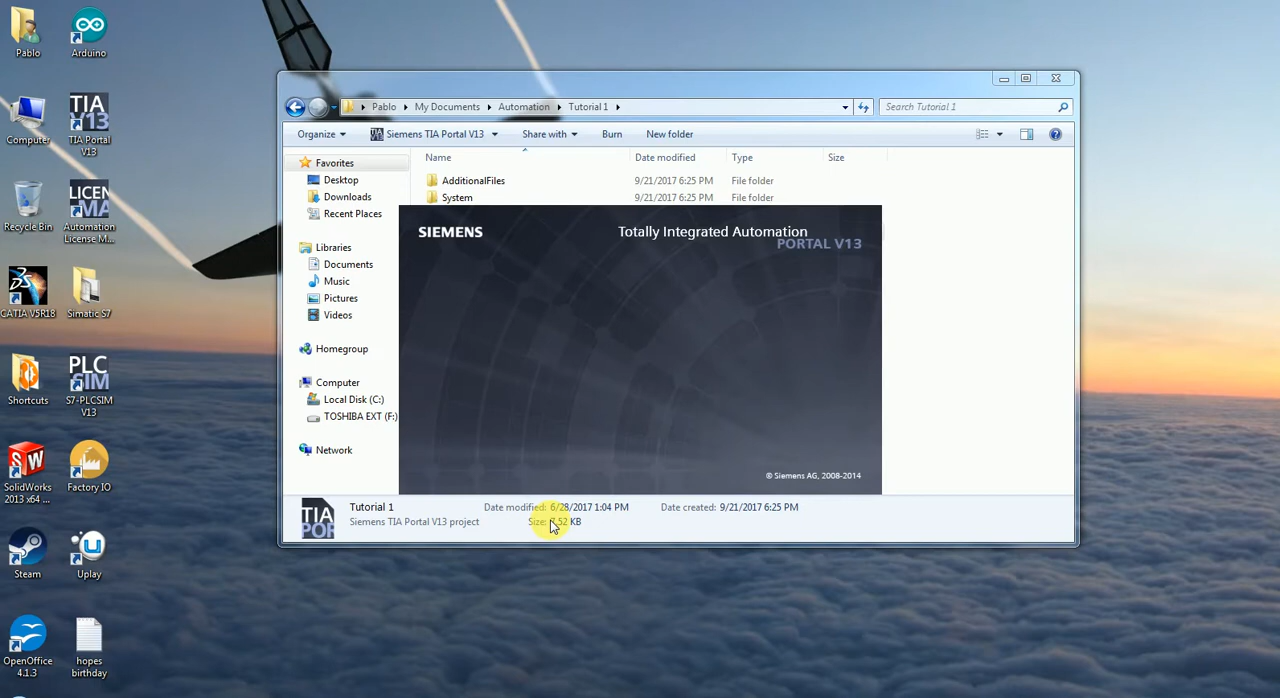 Pablo
Arduino
Computer
TIA
V13
TIA Portal
V13
Recycle Bin
LICEN
MA
Automation
License M...
CATIA V5R18
Simatic S7
Shortcuts
PLC
SIM
S7-PLCSIM
V13
SolidWorks
2013 x64 ...
Factory IO
Steam
Uplay
OpenOffice
4.1.3
hopes
birthday
Pablo
My Documents
Automation
Tutorial 1
Search Tutorial 1
Organize
Siemens TIA Portal V13
Share with
Burn
New folder
Name
Date modified
Type
Size
Favorites
Desktop
Downloads
Recent Places
Libraries
Documents
Music
Pictures
Videos
Homegroup
Computer
Local Disk (C:)
TOSHIBA EXT (F:)
Network
AdditionalFiles 9/21/2017 6:25 PM File folder
System 9/21/2017 6:25 PM File folder
SIEMENS
Totally Integrated Automation
PORTAL V13
© Siemens AG, 2008-2014
TIA
POR
Tutorial 1
Siemens TIA Portal V13 project
Date modified: 6/28/2017 1:04 PM
Size: .52 KB
Date created: 9/21/2017 6:25 PM